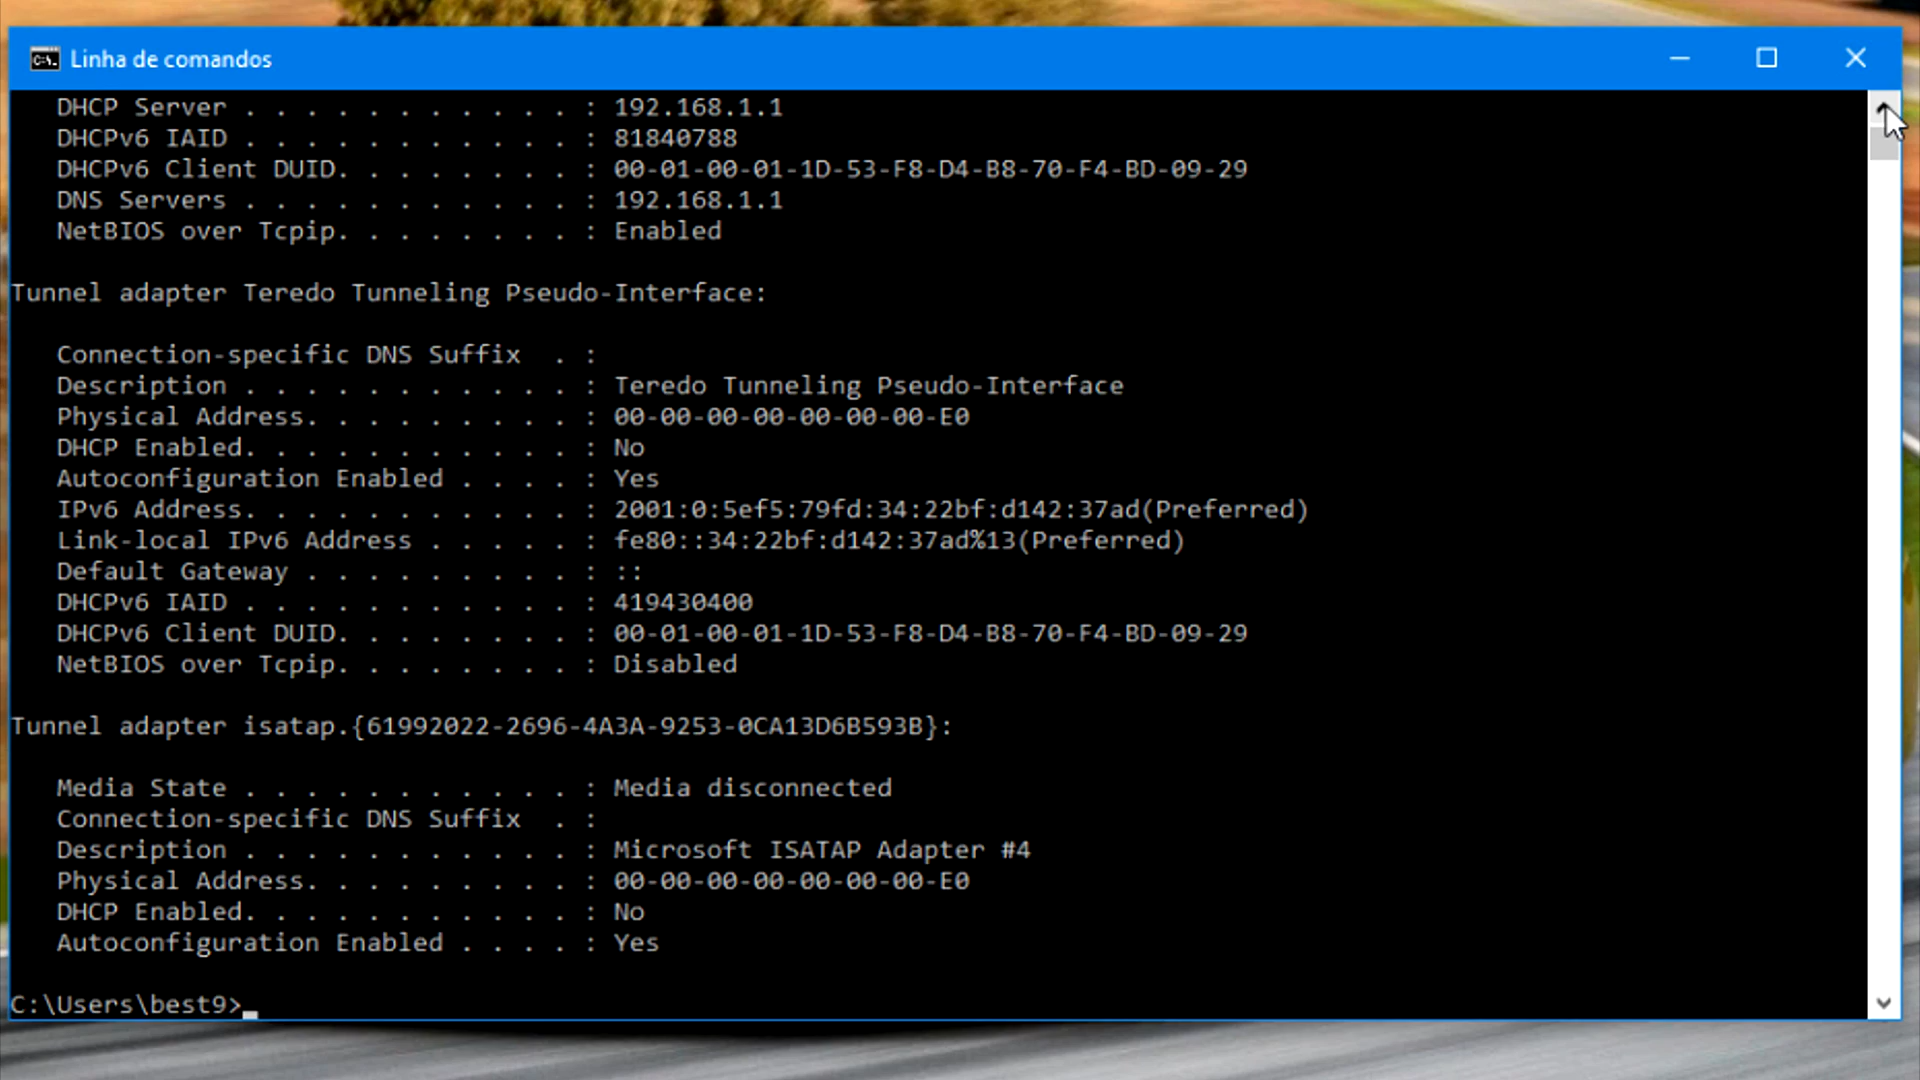 Linha de comandos
DHCP Server . . . . . . . . . . . : 192.168.1.1
DHCPv6 IAID . . . . . . . . . . . : 81840788
DHCPv6 Client DUID. . . . . . . . : 00-01-00-01-1D-53-F8-D4-B8-70-F4-BD-09-29
DNS Servers . . . . . . . . . . . : 192.168.1.1
NetBIOS over Tcpip. . . . . . . . : Enabled
Tunnel adapter Teredo Tunneling Pseudo-Interface:
Connection-specific DNS Suffix  . :
Description . . . . . . . . . . . : Teredo Tunneling Pseudo-Interface
Physical Address. . . . . . . . . : 00-00-00-00-00-00-00-E0
DHCP Enabled. . . . . . . . . . . : No
Autoconfiguration Enabled . . . . : Yes
IPv6 Address. . . . . . . . . . . : 2001:0:5ef5:79fd:34:22bf:d142:37ad(Preferred)
Link-local IPv6 Address . . . . . : fe80::34:22bf:d142:37ad%13(Preferred)
Default Gateway . . . . . . . . . : ::
DHCPv6 IAID . . . . . . . . . . . : 419430400
DHCPv6 Client DUID. . . . . . . . : 00-01-00-01-1D-53-F8-D4-B8-70-F4-BD-09-29
NetBIOS over Tcpip. . . . . . . . : Disabled
Tunnel adapter isatap.{61992022-2696-4A3A-9253-0CA13D6B593B}:
Media State . . . . . . . . . . . : Media disconnected
Connection-specific DNS Suffix  . :
Description . . . . . . . . . . . : Microsoft ISATAP Adapter #4
Physical Address. . . . . . . . . : 00-00-00-00-00-00-00-E0
DHCP Enabled. . . . . . . . . . . : No
Autoconfiguration Enabled . . . . : Yes
C:\Users\best9>_